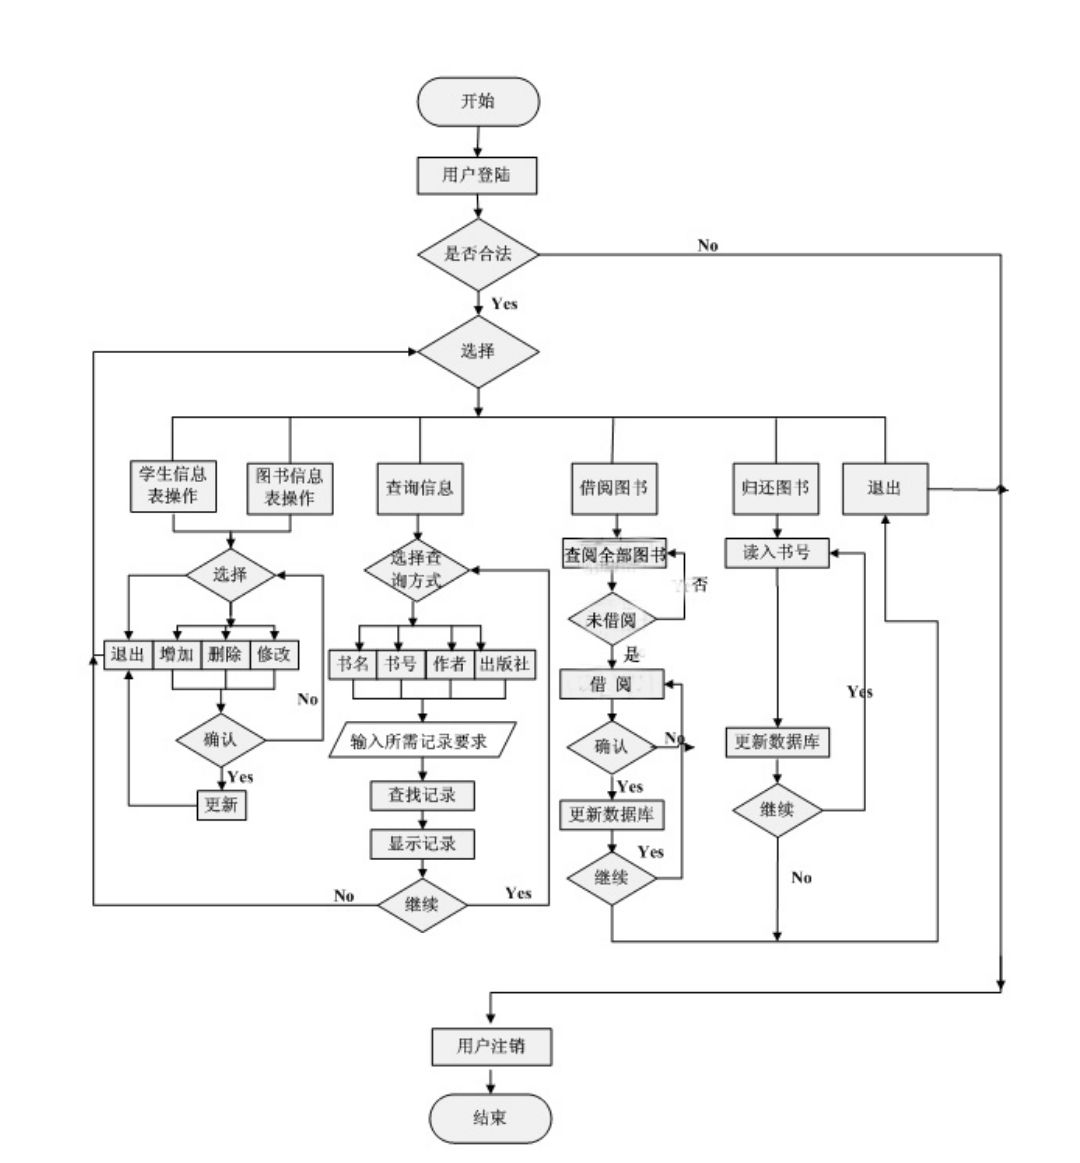 开始
用户登陆
是否合法
No
Yes
选择
学生信息
表操作
图书信息
表操作
查询信息
借阅图书
归还图书
退出
选择
选择查
询方式
查阅全部图书
读入书号
否
未借阅
是
退出
增加
删除
修改
书名
书号
作者
出版社
借 阅
No
Yes
确认
输入所需记录要求
确认
No
更新数据库
Yes
更新
查找记录
Yes
更新数据库
继续
显示记录
Yes
继续
No
No
继续
Yes
用户注销
结束